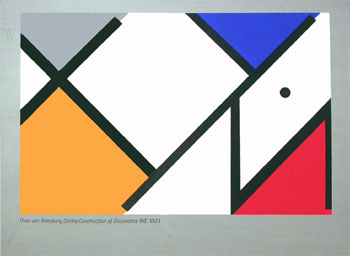 Theo van Doesburg Contra-Construction of Dissonance XVI 1925